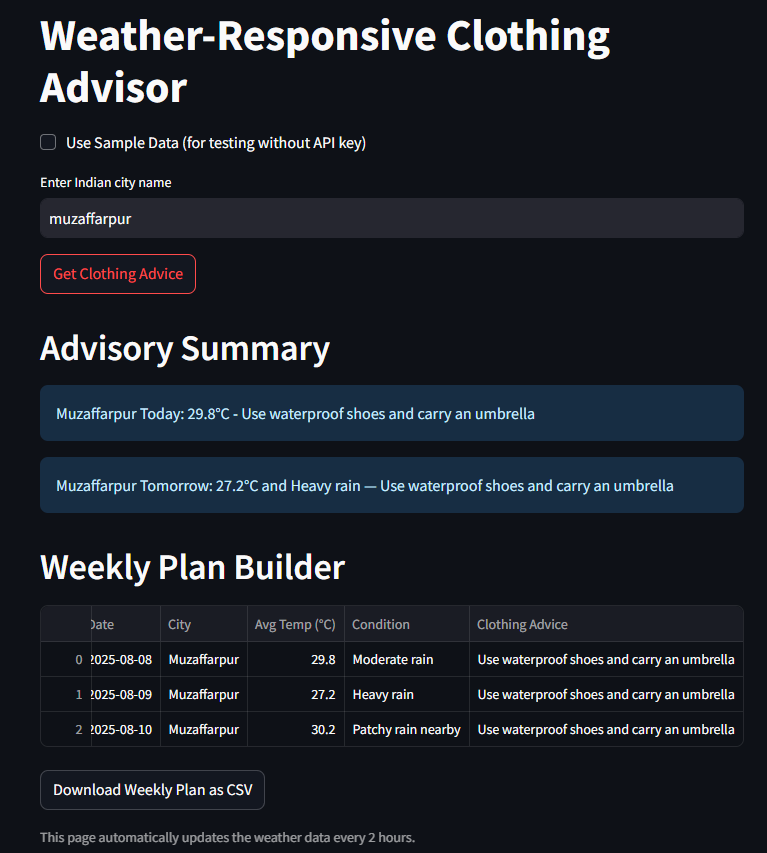 Weather-Responsive Clothing
Advisor
Use Sample Data (for testing without API key)
Enter Indian city name
muzaffarpur
Get Clothing Advice
Advisory Summary
Muzaffarpur Today: 29.8°C - Use waterproof shoes and carry an umbrella
Muzaffarpur Tomorrow: 27.2°C and Heavy rain — Use waterproof shoes and carry an umbrella
Weekly Plan Builder
Date City Avg Temp (°C) Condition Clothing Advice
0 2025-08-08 Muzaffarpur 29.8 Moderate rain Use waterproof shoes and carry an umbrella
1 2025-08-09 Muzaffarpur 27.2 Heavy rain Use waterproof shoes and carry an umbrella
2 2025-08-10 Muzaffarpur 30.2 Patchy rain nearby Use waterproof shoes and carry an umbrella
Download Weekly Plan as CSV
This page automatically updates the weather data every 2 hours.